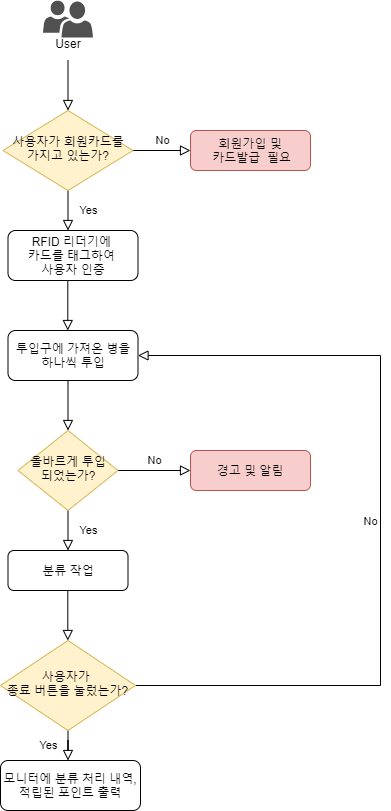 User
사용자가 회원카드를
가지고 있는가?
No
회원가입 및
카드발급  필요
Yes
RFID 리더기에
카드를 태그하여
사용자 인증
투입구에 가져온 병을
하나씩 투입
올바르게 투입
되었는가?
No
경고 및 알림
Yes
No
분류 작업
사용자가
종료 버튼을 눌렀는가?
Yes
모니터에 분류 처리 내역,
적립된 포인트 출력